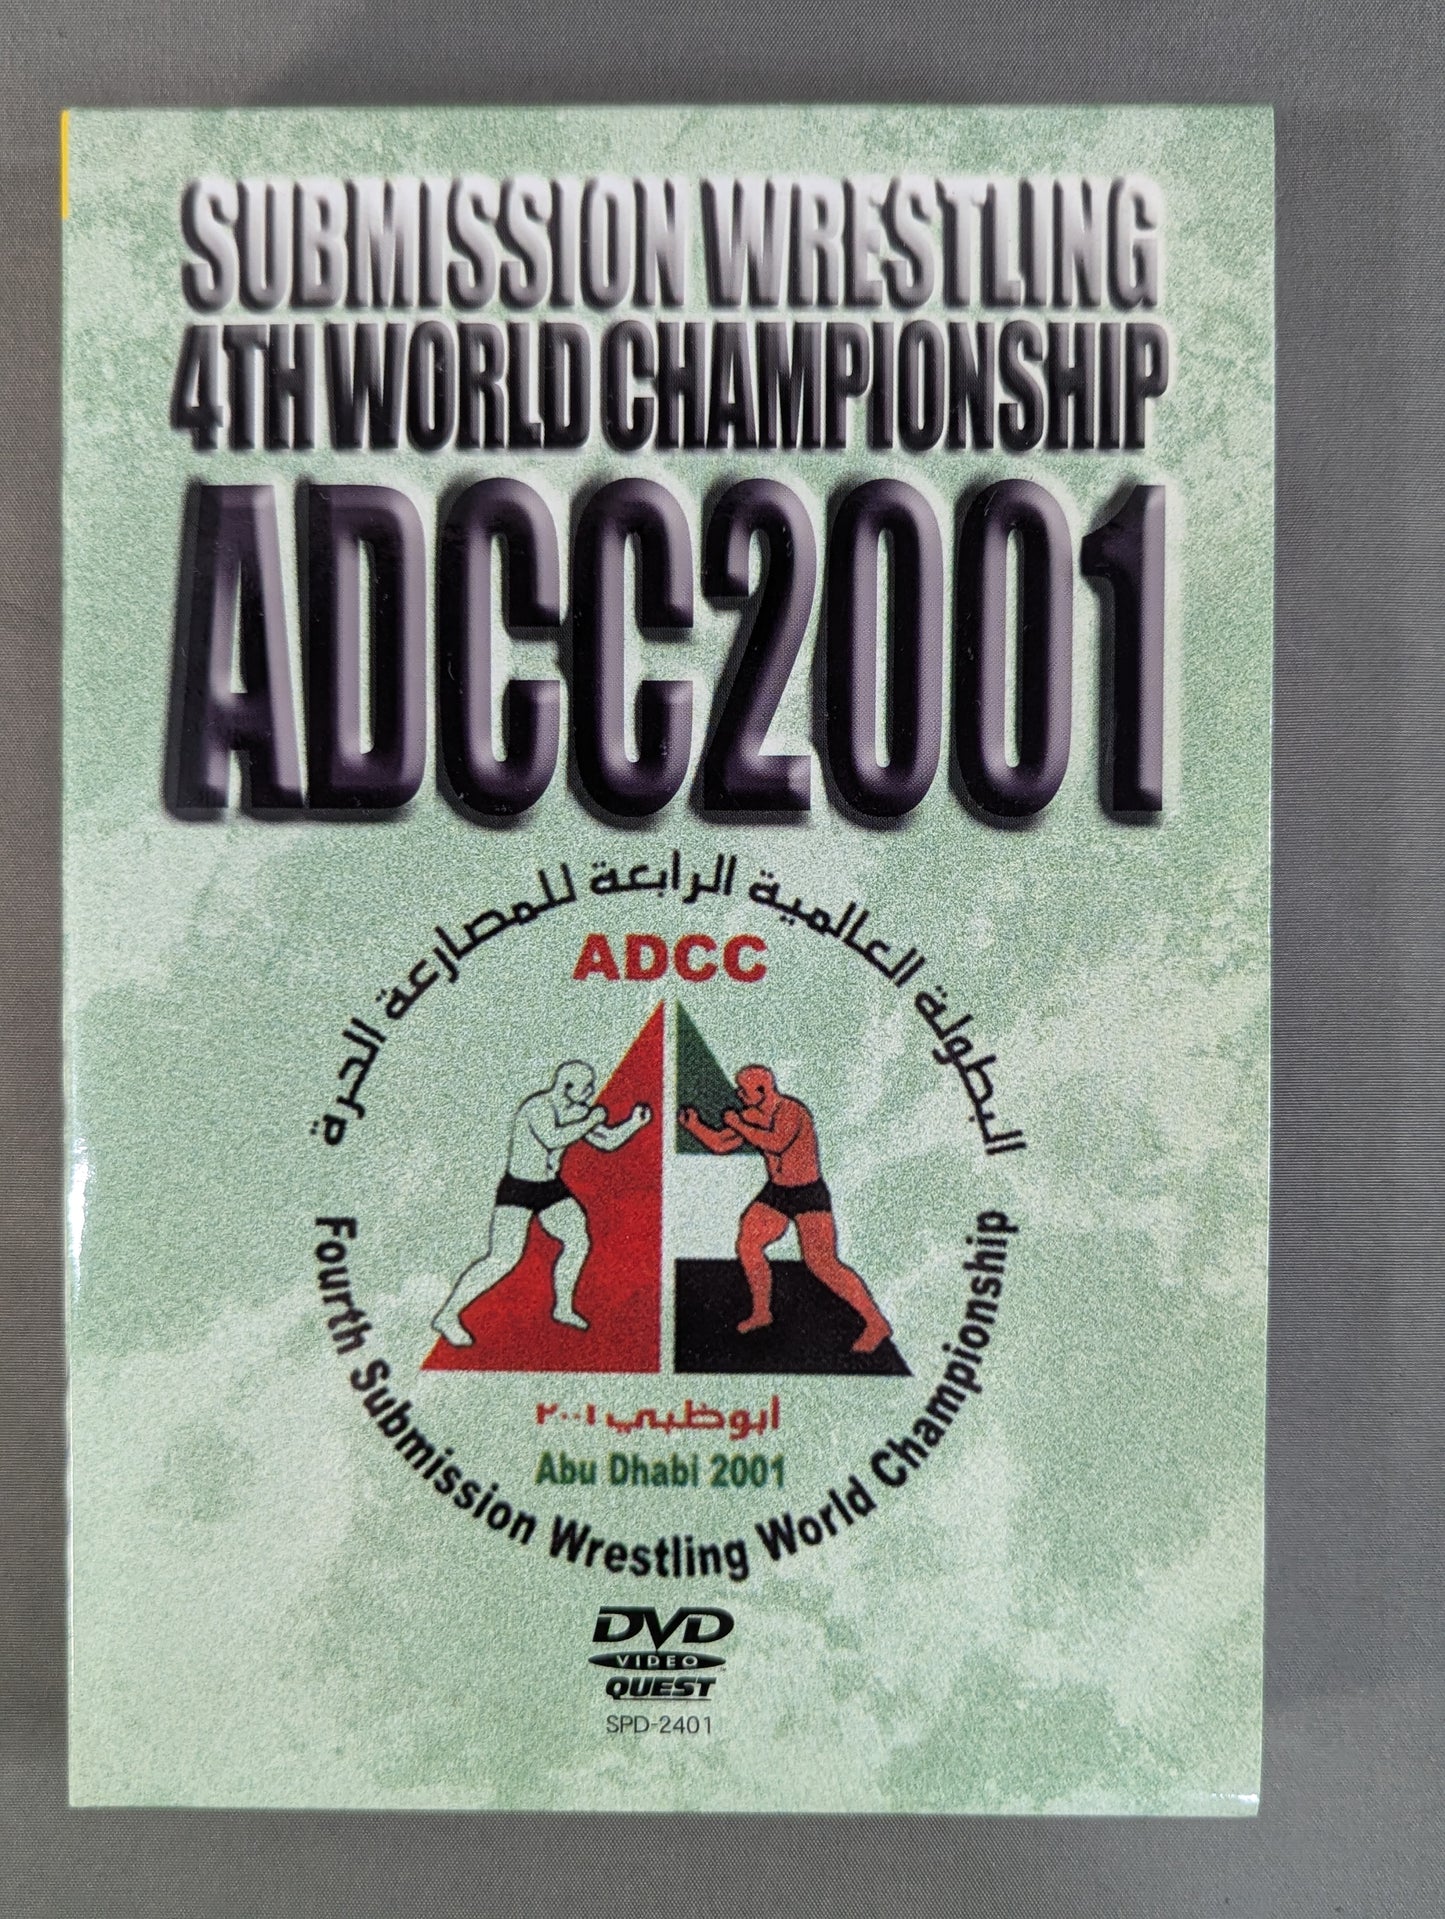 SUBMISSION WRESTLING
4TH WORLD CHAMPIONSHIP
ADCC2001
البطولة العالمية الرابعة للمصارعة الحرة
ADCC
أبوظبي ٢٠٠١
Abu Dhabi 2001
Fourth Submission Wrestling World Championship
DVD
VIDEO
QUEST
SPD-2401